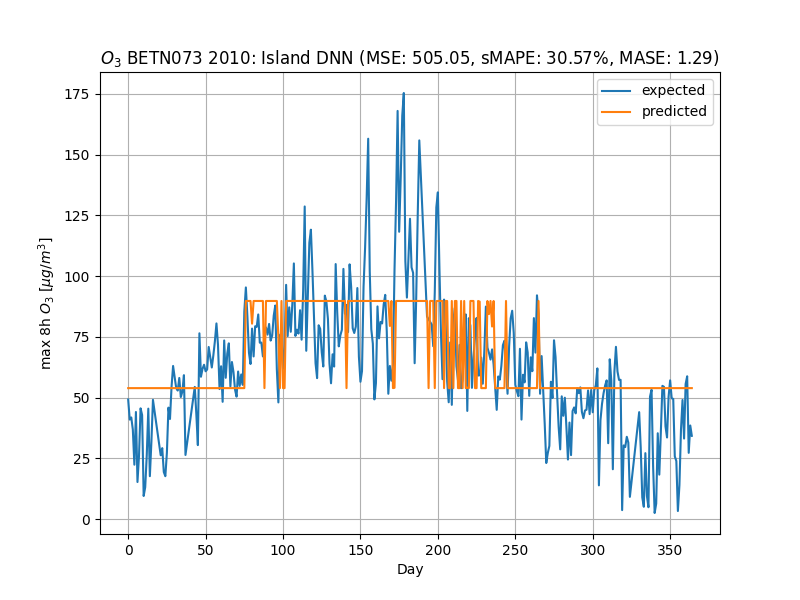 O3 BETN073 2010: Island DNN (MSE: 505.05, sMAPE: 30.57%, MASE: 1.29)
expected
predicted
max 8h O3 [µg/m3]
175
150
125
100
75
50
25
0
0 50 100 150 200 250 300 350
Day